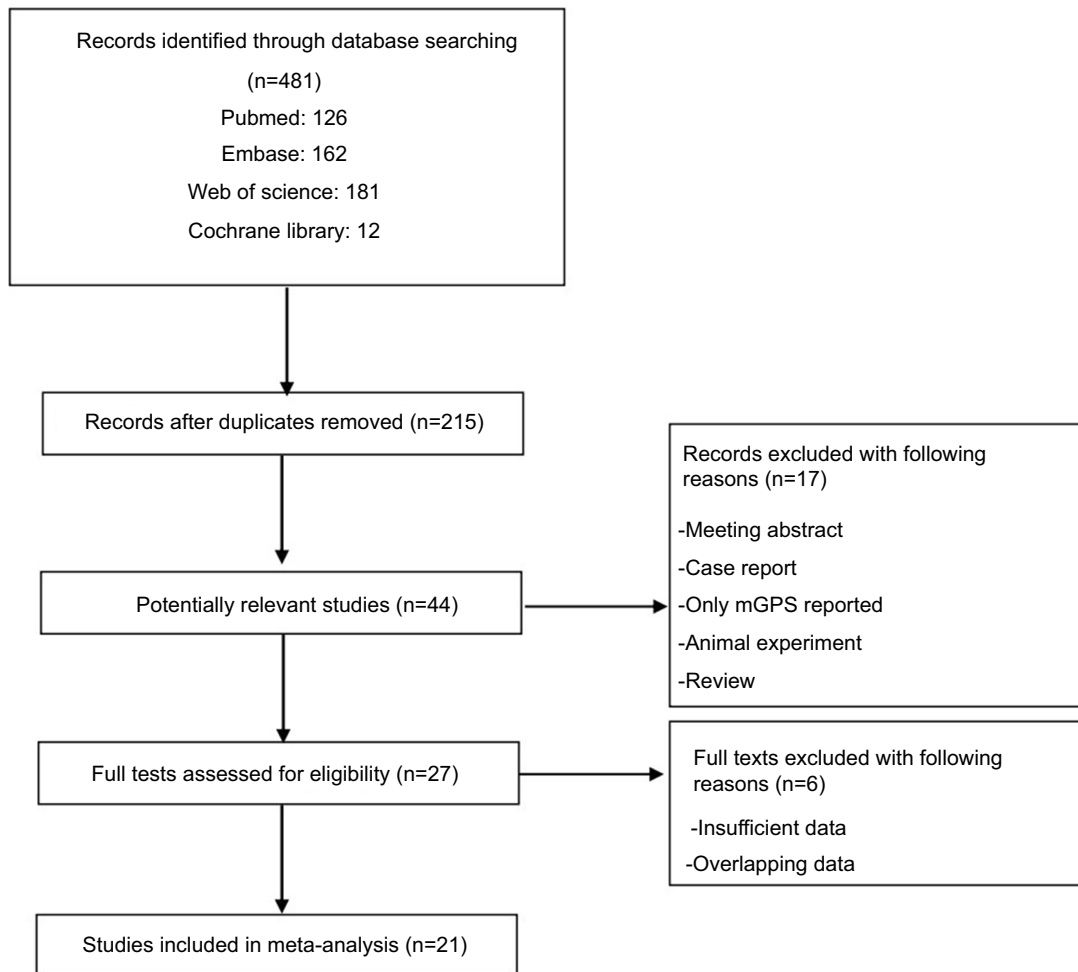 Records identified through database searching
(n=481)
Pubmed: 126
Embase: 162
Web of science: 181
Cochrane library: 12
Records after duplicates removed (n=215)
Records excluded with following
reasons (n=17)
-Meeting abstract
-Case report
-Only mGPS reported
-Animal experiment
-Review
Potentially relevant studies (n=44)
Full tests assessed for eligibility (n=27)
Full texts excluded with following
reasons (n=6)
-Insufficient data
-Overlapping data
Studies included in meta-analysis (n=21)